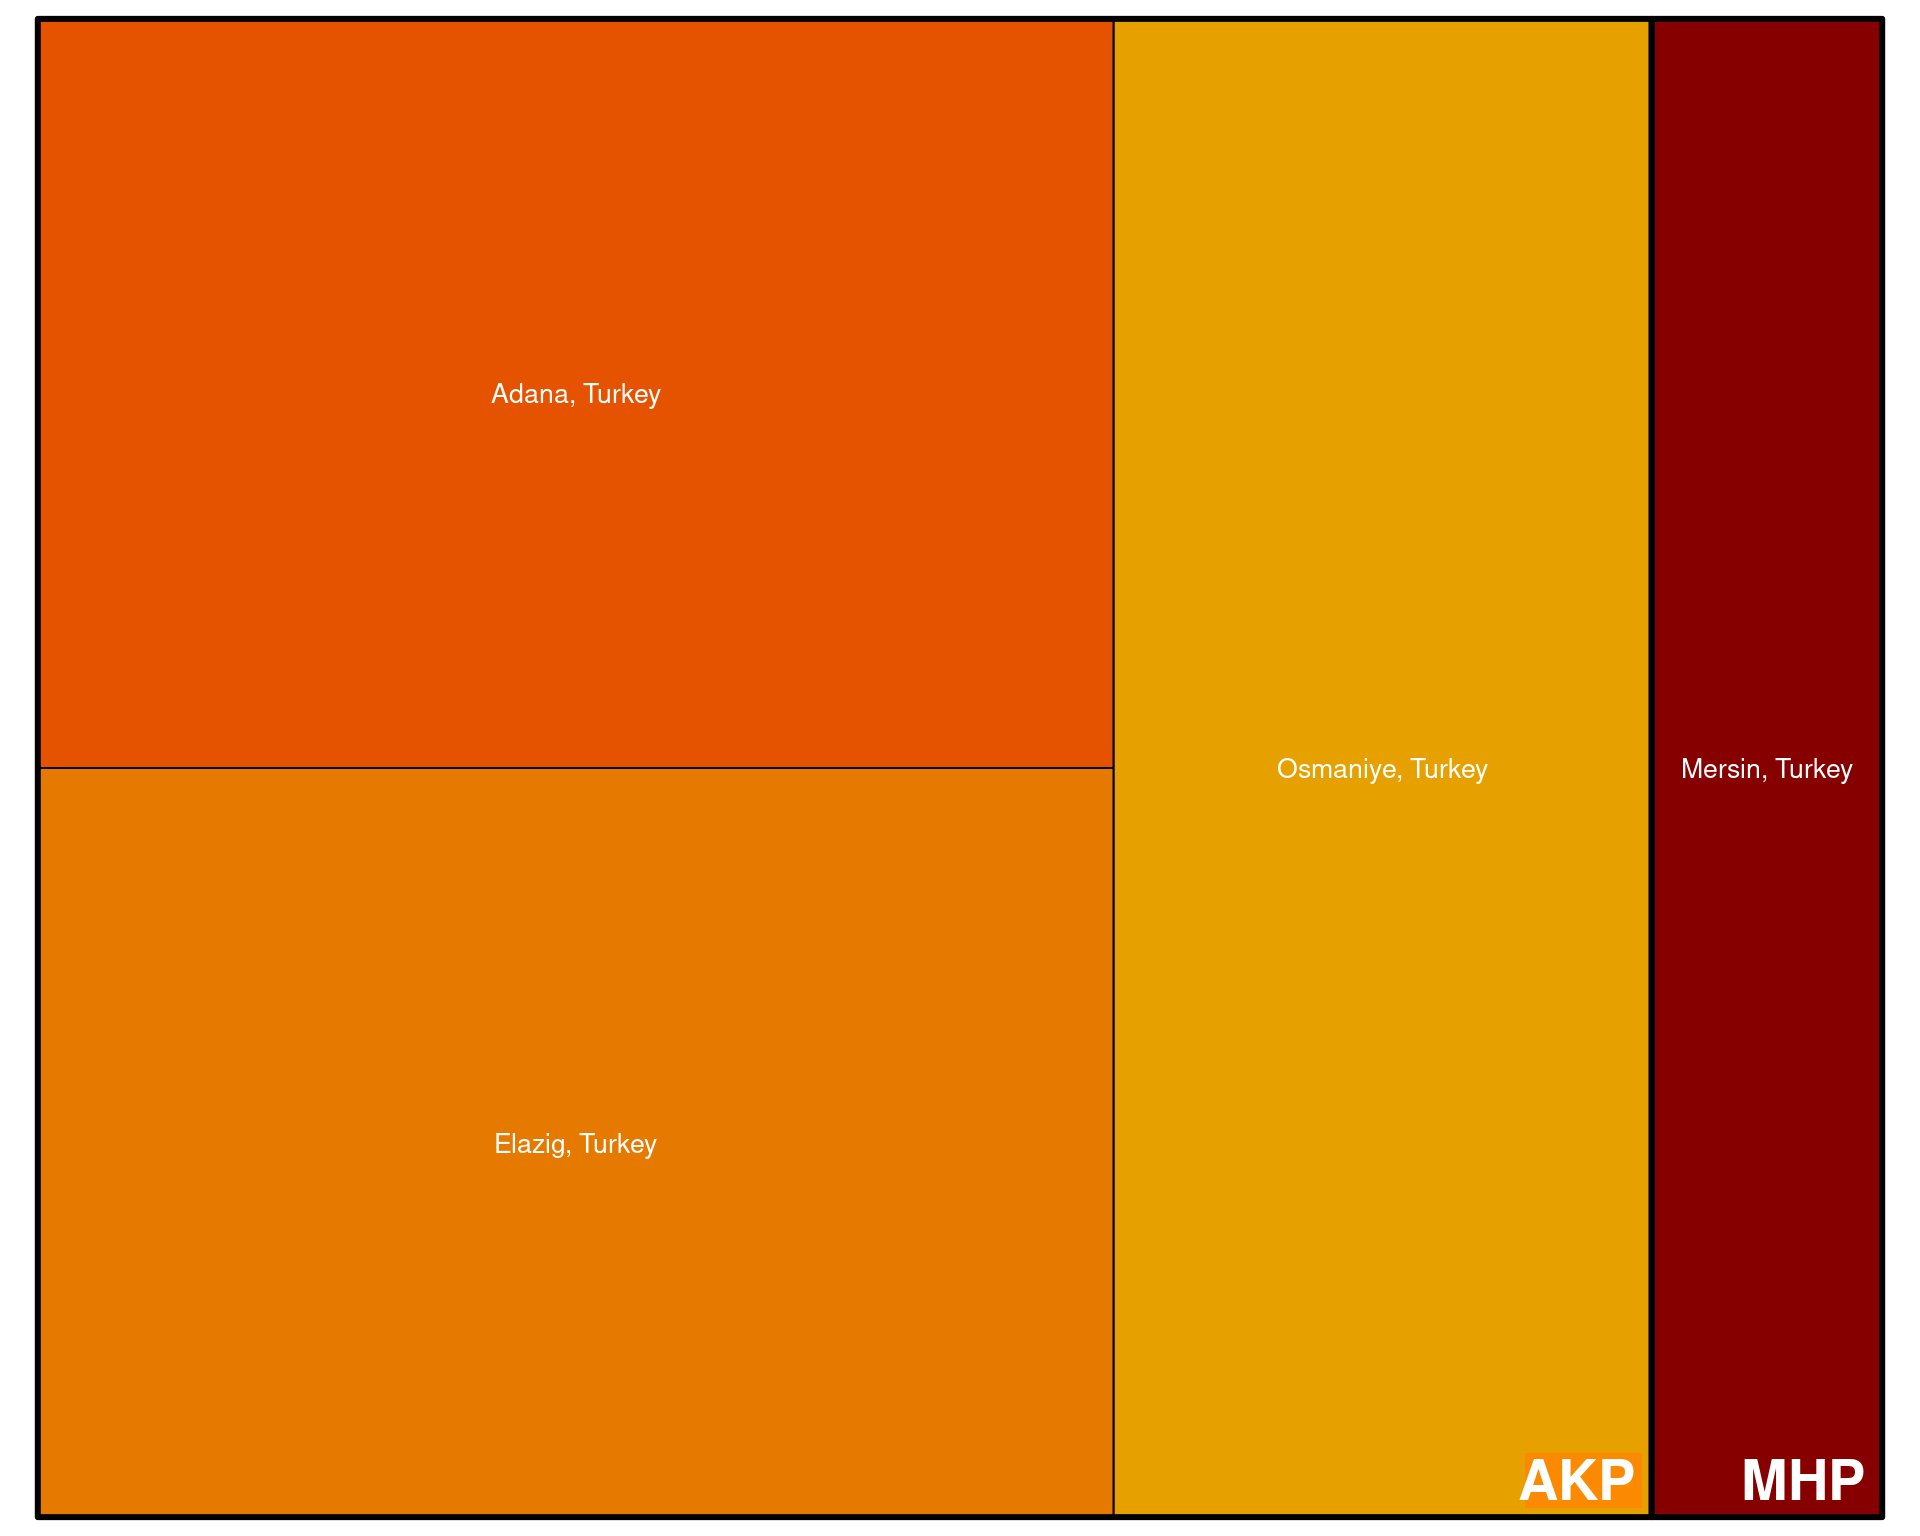 Adana, Turkey
Elazig, Turkey
Osmaniye, Turkey
AKP
Mersin, Turkey
MHP